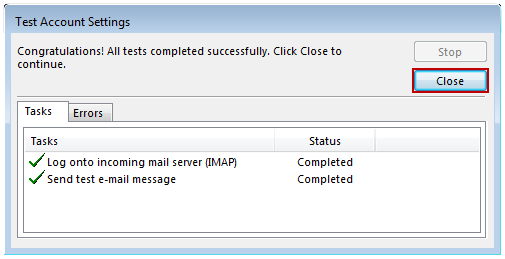 Test Account Settings
Congratulations! All tests completed successfully. Click Close to
continue.
Stop
Close
Tasks Errors
Tasks Status
Log onto incoming mail server (IMAP) Completed
Send test e-mail message Completed